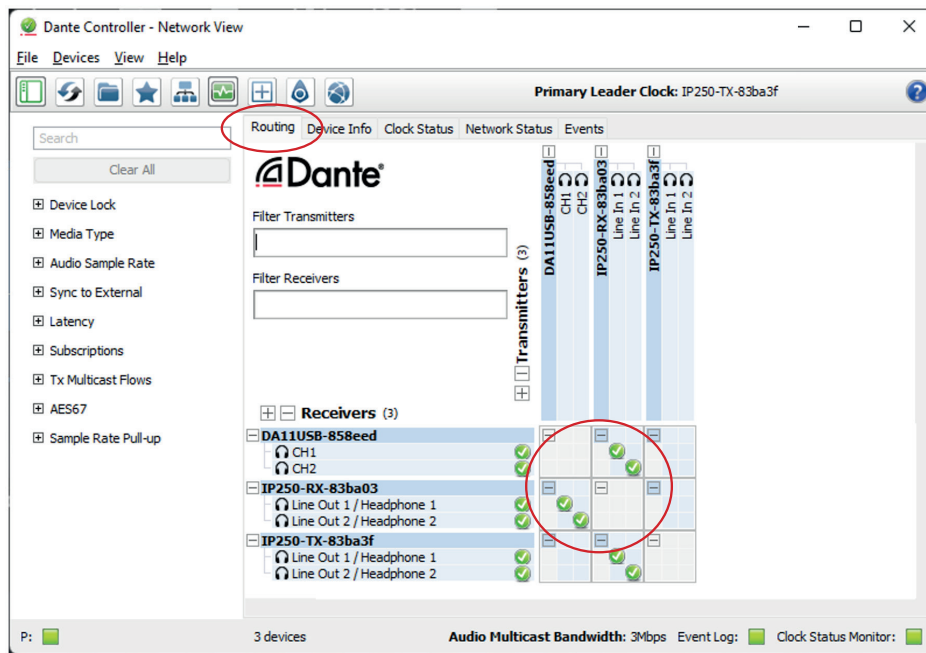 Dante Controller - Network View
File Devices View Help
Primary Leader Clock: IP250-TX-83ba3f
?
Search
Clear All
Device Lock
Media Type
Audio Sample Rate
Sync to External
Latency
Subscriptions
Tx Multicast Flows
AES67
Sample Rate Pull-up
Routing Device Info Clock Status Network Status Events
Dante®
Filter Transmitters
Filter Receivers
Transmitters (3)
DA11USB-858eed
CH1
CH2
IP250-RX-83ba03
Line In 1
Line In 2
IP250-TX-83ba3f
Line In 1
Line In 2
Receivers (3)
DA11USB-858eed
CH1
CH2
IP250-RX-83ba03
Line Out 1 / Headphone 1
Line Out 2 / Headphone 2
IP250-TX-83ba3f
Line Out 1 / Headphone 1
Line Out 2 / Headphone 2
P: 3 devices Audio Multicast Bandwidth: 3Mbps Event Log: Clock Status Monitor: